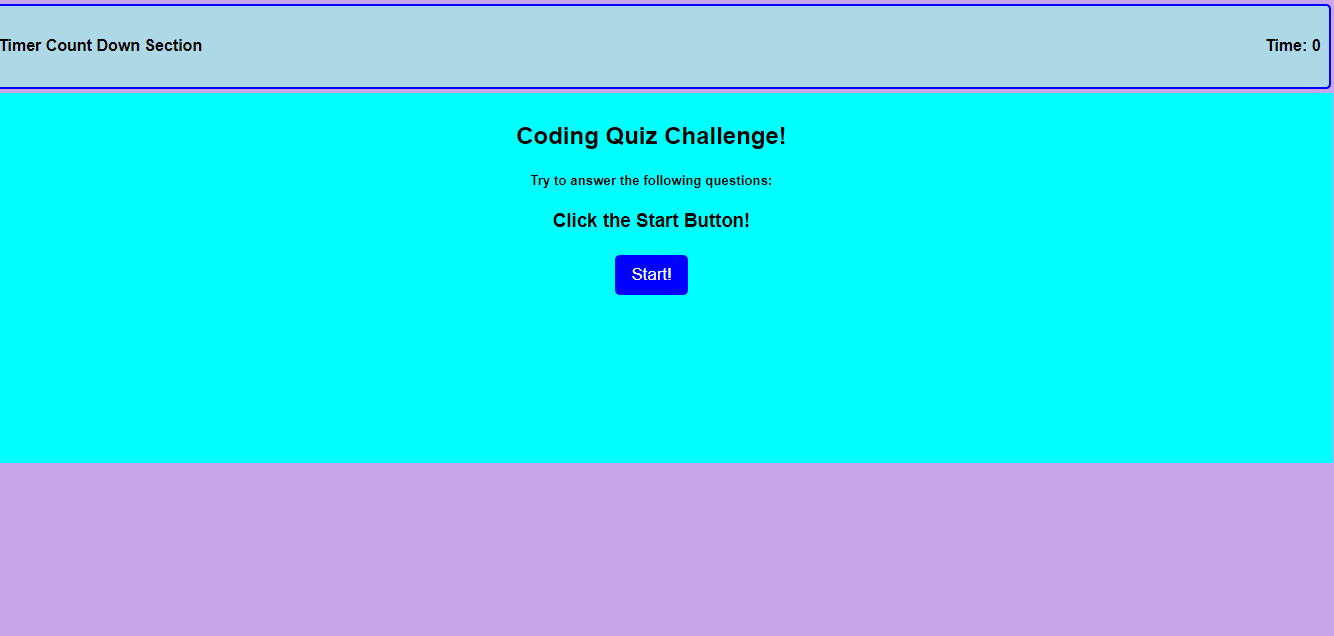 Timer Count Down Section
Time: 0
Coding Quiz Challenge!
Try to answer the following questions:
Click the Start Button!
Start!